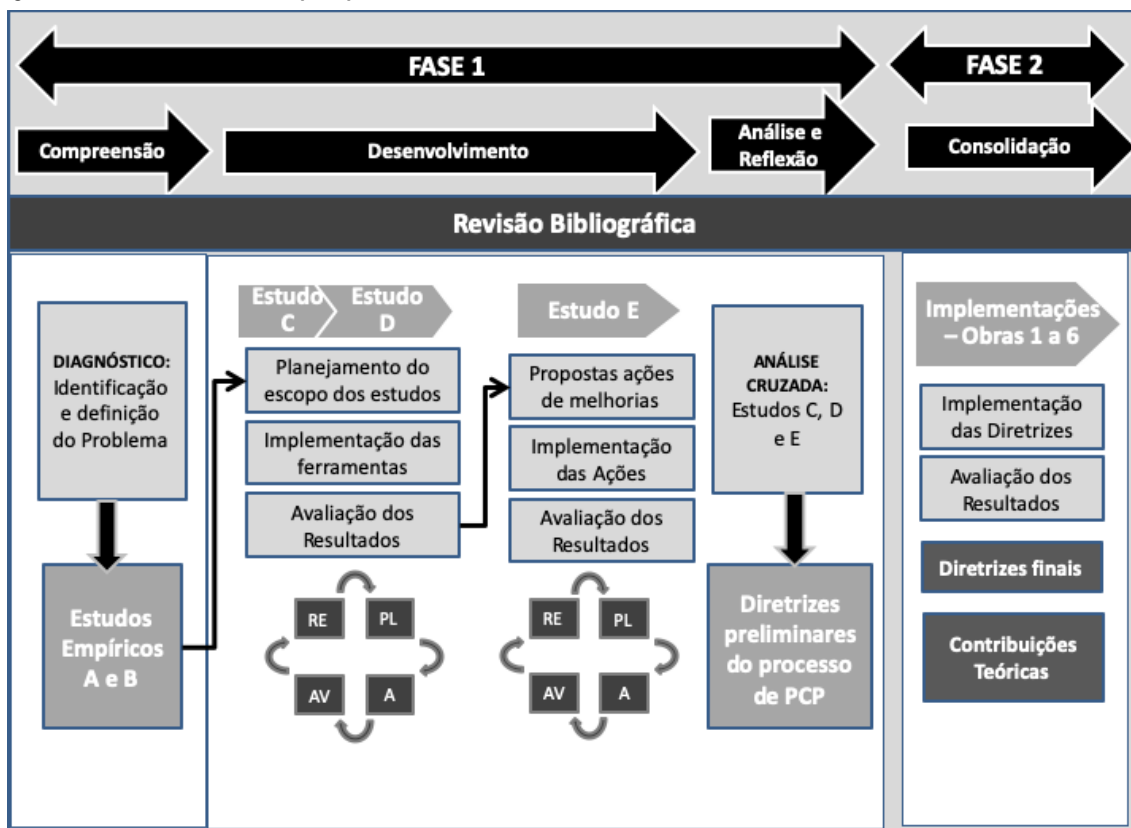 FASE 1
FASE 2
Compreensão
Desenvolvimento
Análise e
Reflexão
Consolidação
Revisão Bibliográfica
DIAGNÓSTICO:
Identificação
e definição
do Problema
Estudos
Empíricos
A e B
Estudo
C
Estudo
D
Planejamento do
escopo dos estudos
Implementação das
ferramentas
Avaliação dos
Resultados
RE
PL
AV
A
Estudo E
Propostas ações
de melhorias
Implementação
das Ações
Avaliação dos
Resultados
RE
PL
AV
A
ANÁLISE
CRUZADA:
Estudos C, D
e E
Diretrizes
preliminares
do processo
de PCP
Implementações
– Obras 1 a 6
Implementação
das Diretrizes
Avaliação dos
Resultados
Diretrizes finais
Contribuições
Teóricas